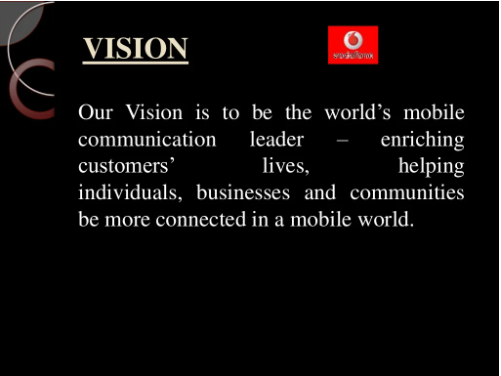 VISION
vodafone
Our Vision is to be the world’s mobile
communication leader – enriching
customers’ lives, helping
individuals, businesses and communities
be more connected in a mobile world.